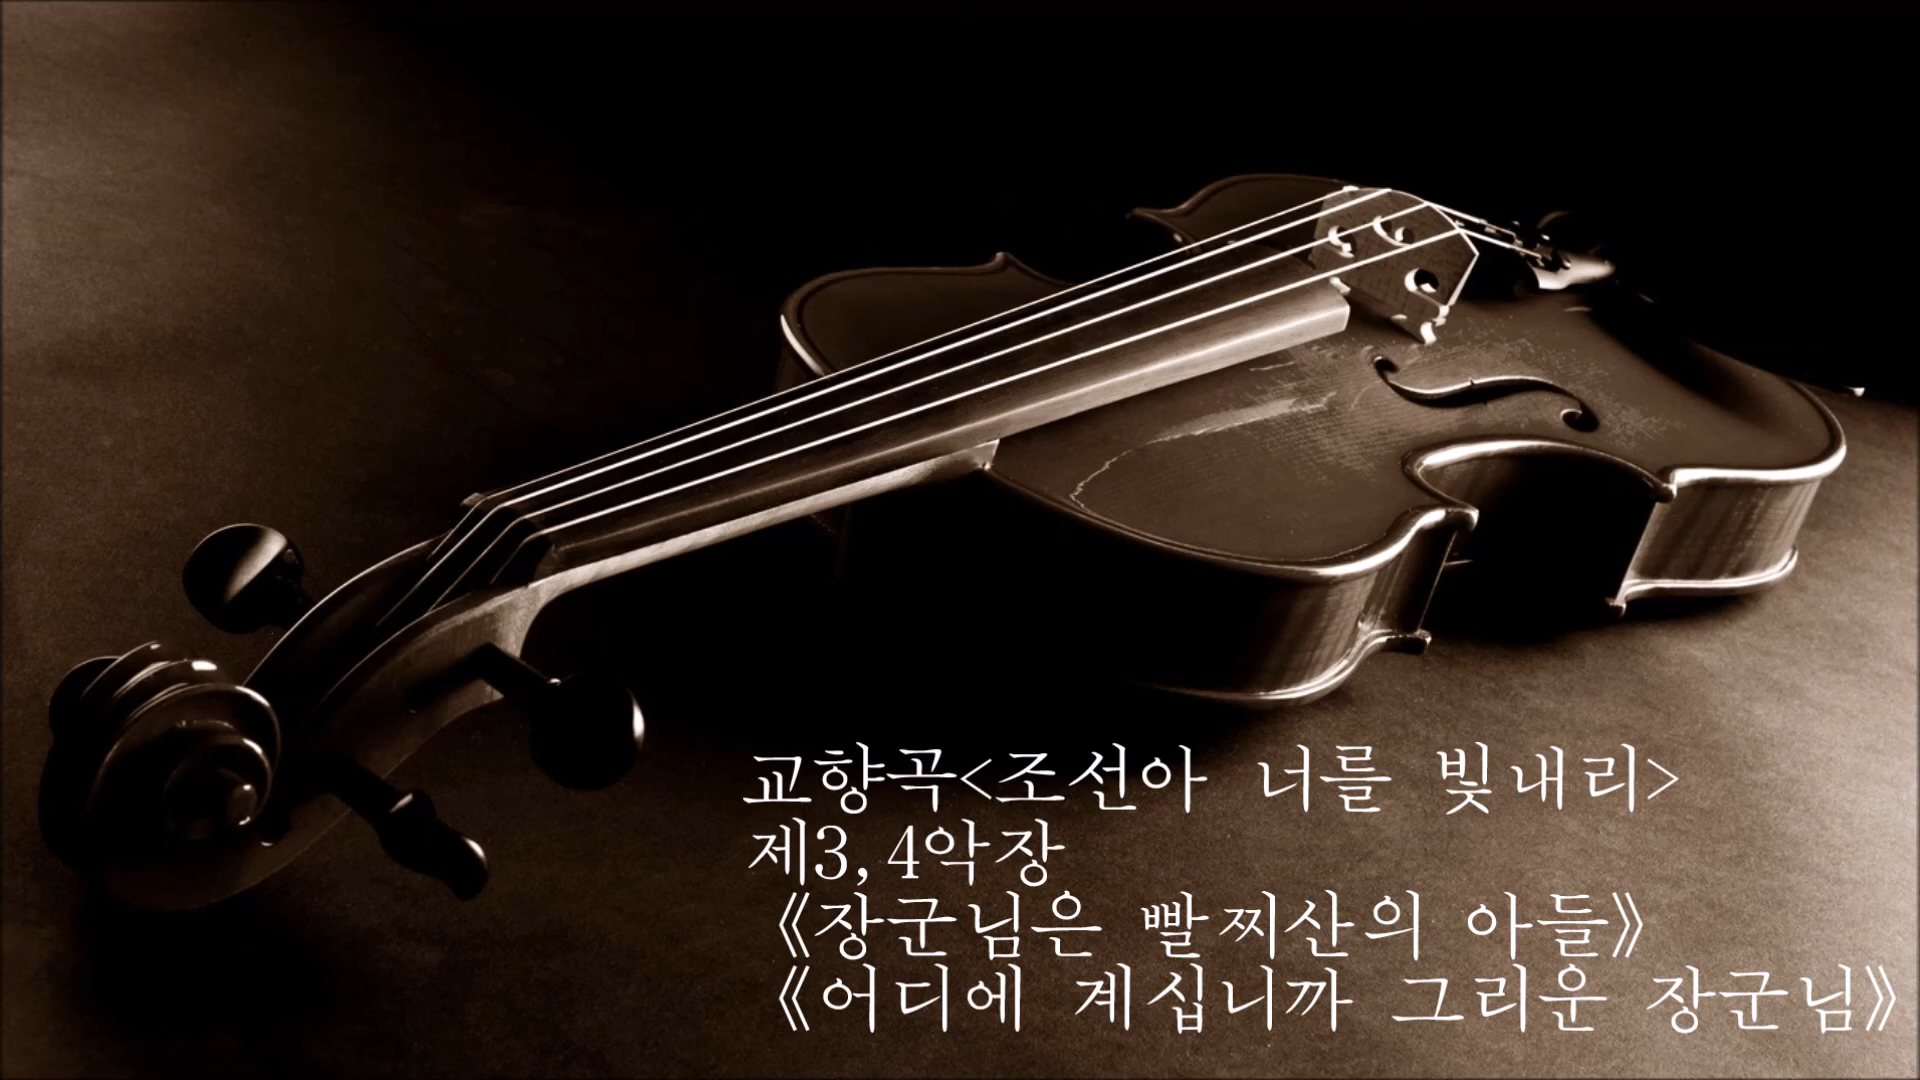 교향곡<조선아 너를 빛내리>
제3,4악장
《장군님은 빨찌산의 아들》
《어디에 계십니까 그리운 장군님》